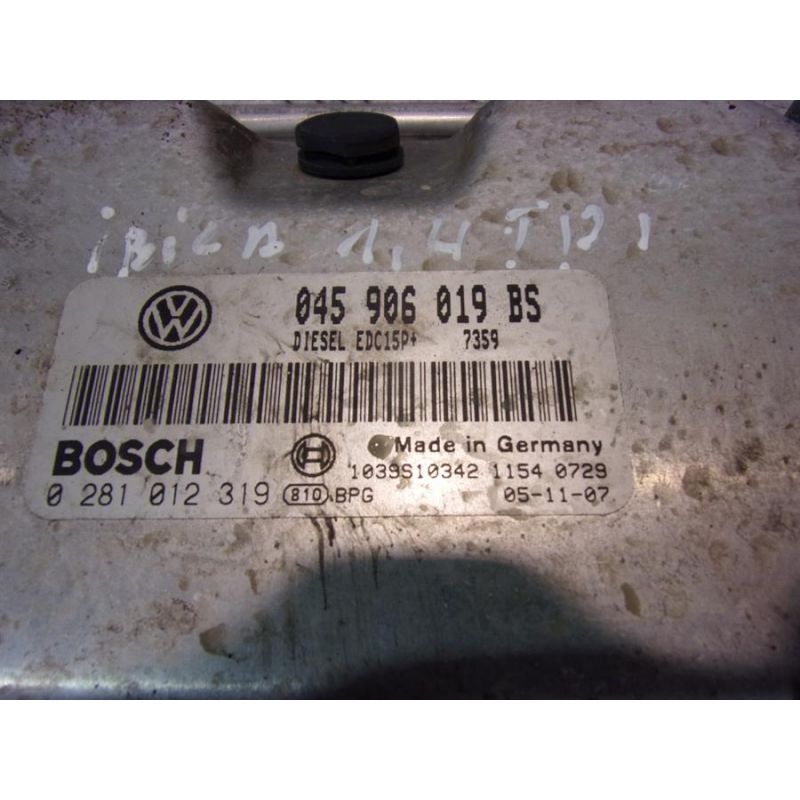 iBiZA 1,4 TDI
045 906 019 BS
DIESEL EDC15P+ 7359
BOSCH
Made in Germany
1039S10342 1154 0729
0 281 012 319 810 BPG 05-11-07